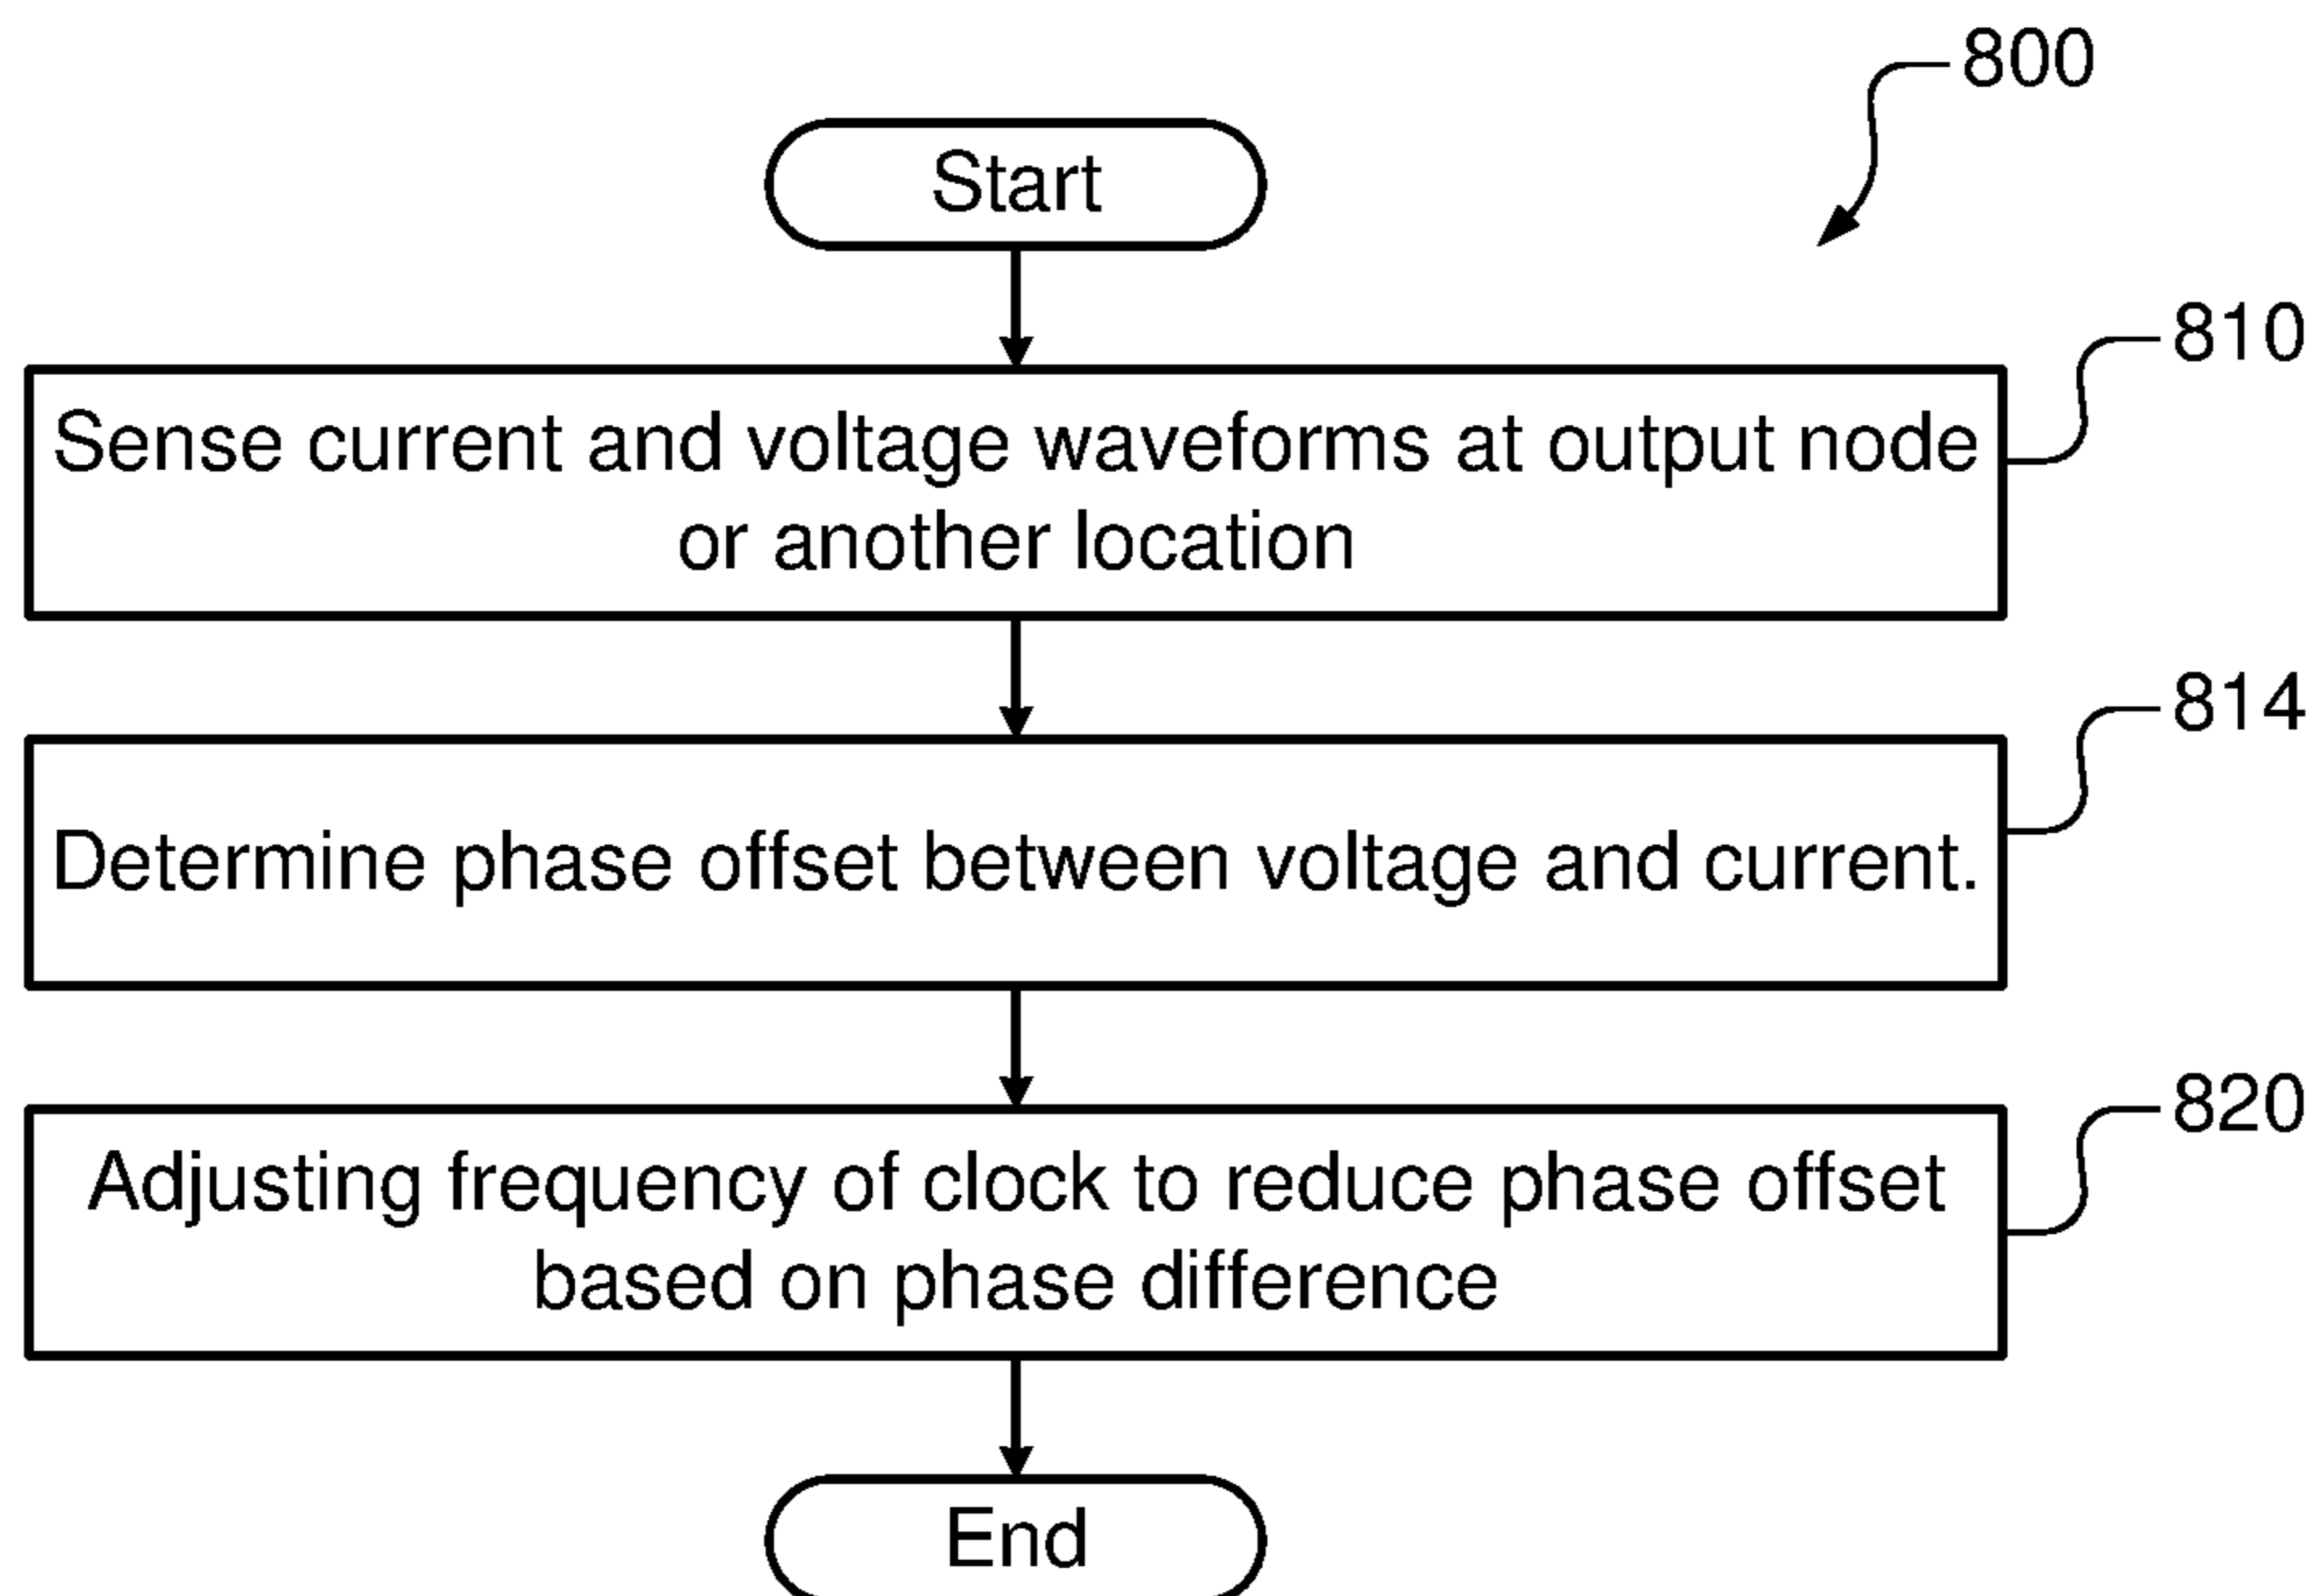 800
Start
810
Sense current and voltage waveforms at output node
or another location
814
Determine phase offset between voltage and current.
820
Adjusting frequency of clock to reduce phase offset
based on phase difference
End